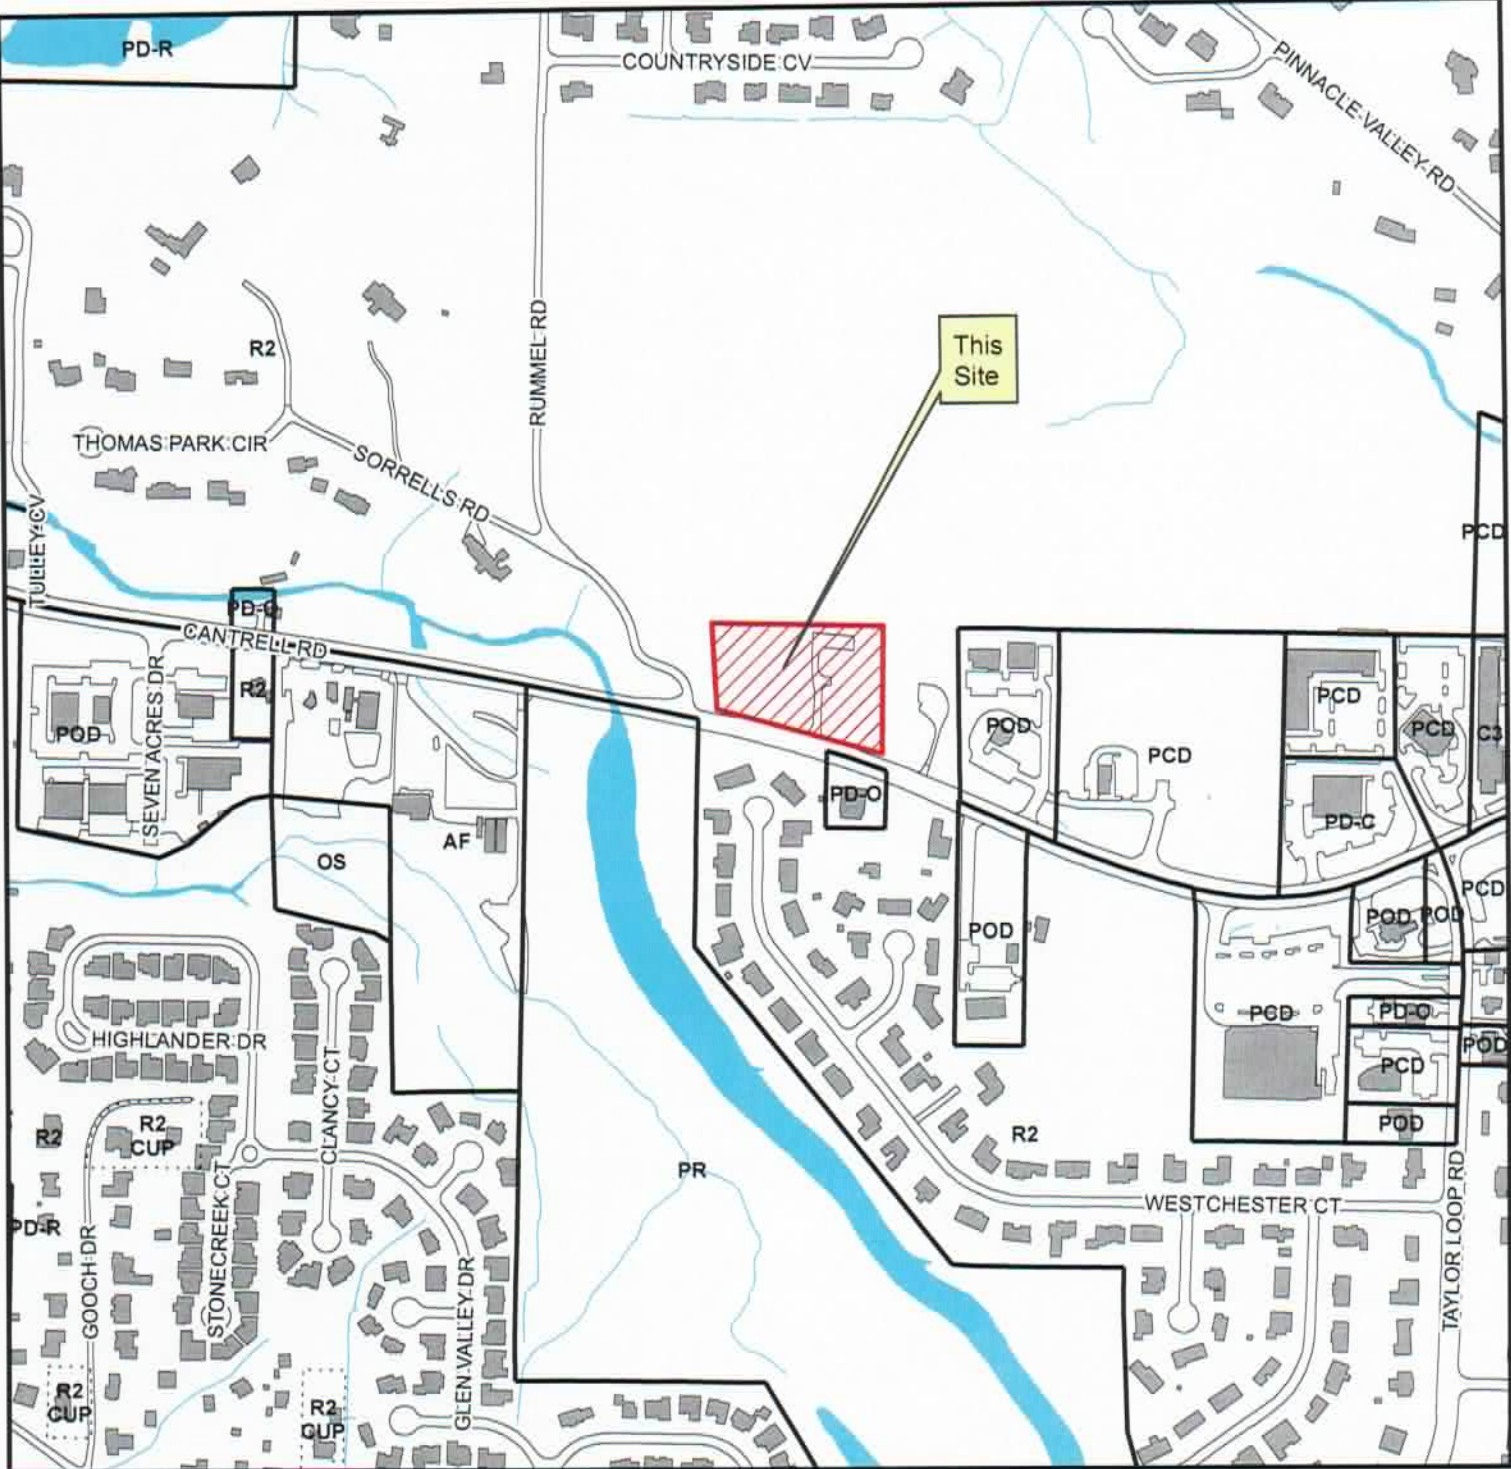 PD-R
COUNTRYSIDE CV
PINNACLE VALLEY RD
RUMMEL RD
This
Site
R2
THOMAS PARK CIR
SORRELLS RD
TULLEY CV
PCD
CANTRELL RD
R2
POD
SEVEN ACRES DR
POD
PCD
PCD
PCD
C3
PD-O
PD-C
AF
OS
POD
POD
POD
PCD
PCD
PD-O
POD
PCD
POD
HIGHLANDER DR
CLANCY CT
R2
R2
CUP
STONECREEK CT
PD-R
GOOCH DR
PR
R2
WESTCHESTER CT
TAYLOR LOOP RD
GLEN VALLEY DR
R2
CUP
R2
CUP